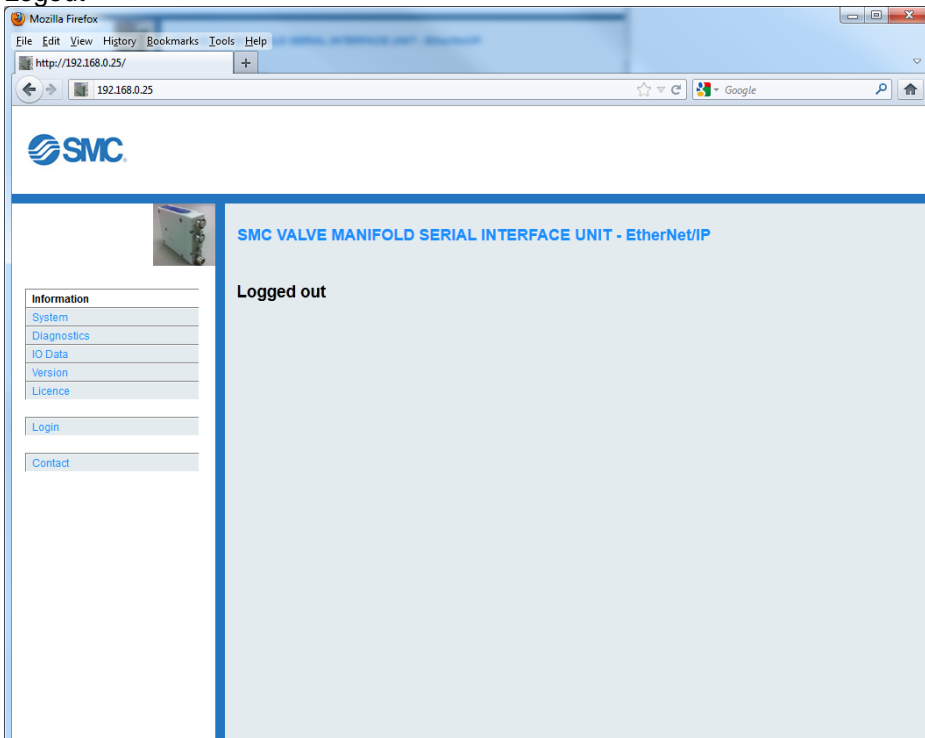 Logout
Mozilla Firefox
File Edit View History Bookmarks Tools Help
http://192.168.0.25/
192.168.0.25
Google
SMC
SMC VALVE MANIFOLD SERIAL INTERFACE UNIT - EtherNet/IP
Logged out
Information
System
Diagnostics
IO Data
Version
Licence
Login
Contact